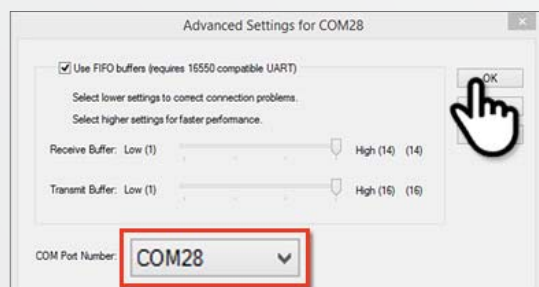 Advanced Settings for COM28
Use FIFO buffers (requires 16550 compatible UART)
OK
Select lower settings to correct connection problems.
Select higher settings for faster performance.
Receive Buffer: Low (1) High (14) (14)
Transmit Buffer: Low (1) High (16) (16)
COM Port Number: COM28